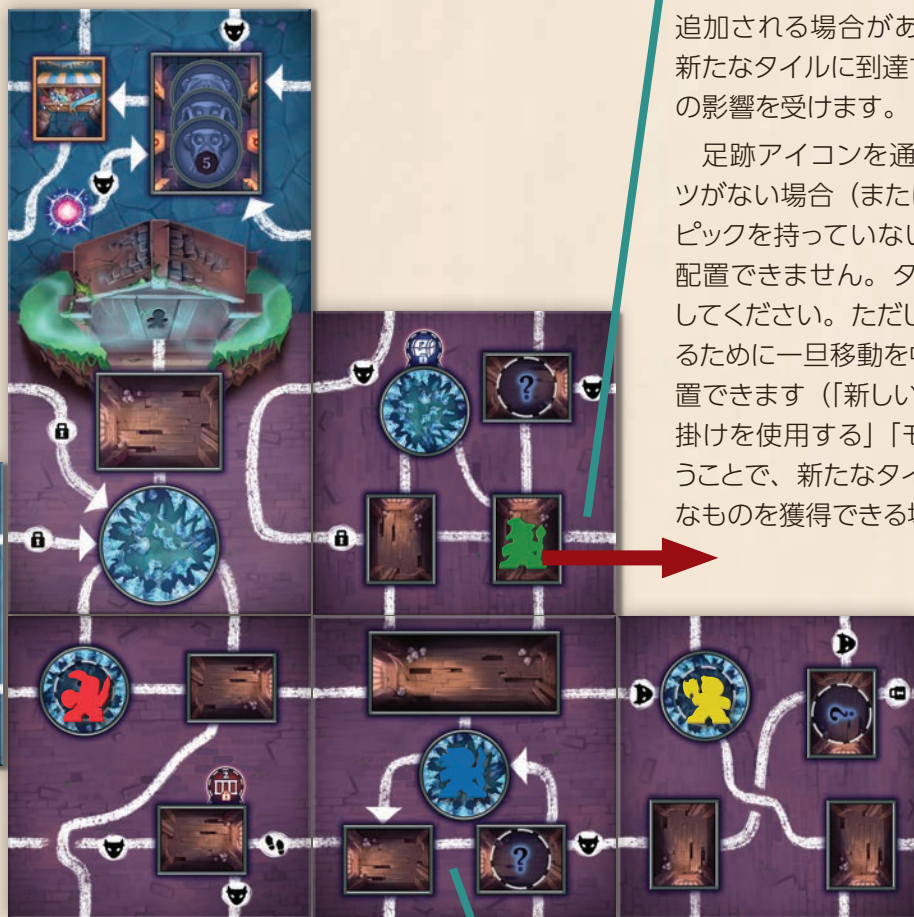 追加される場合があ
新たなタイルに到達で
の影響を受けます。
足跡アイコンを通
ツがない場合（また
ピックを持っていない
配置できません。タ
してください。ただし
るために一旦移動を
置できます（「新しい
掛けを使用する」「モ
うことで、新たなタイ
なものを獲得できる
5
?
2
?
?